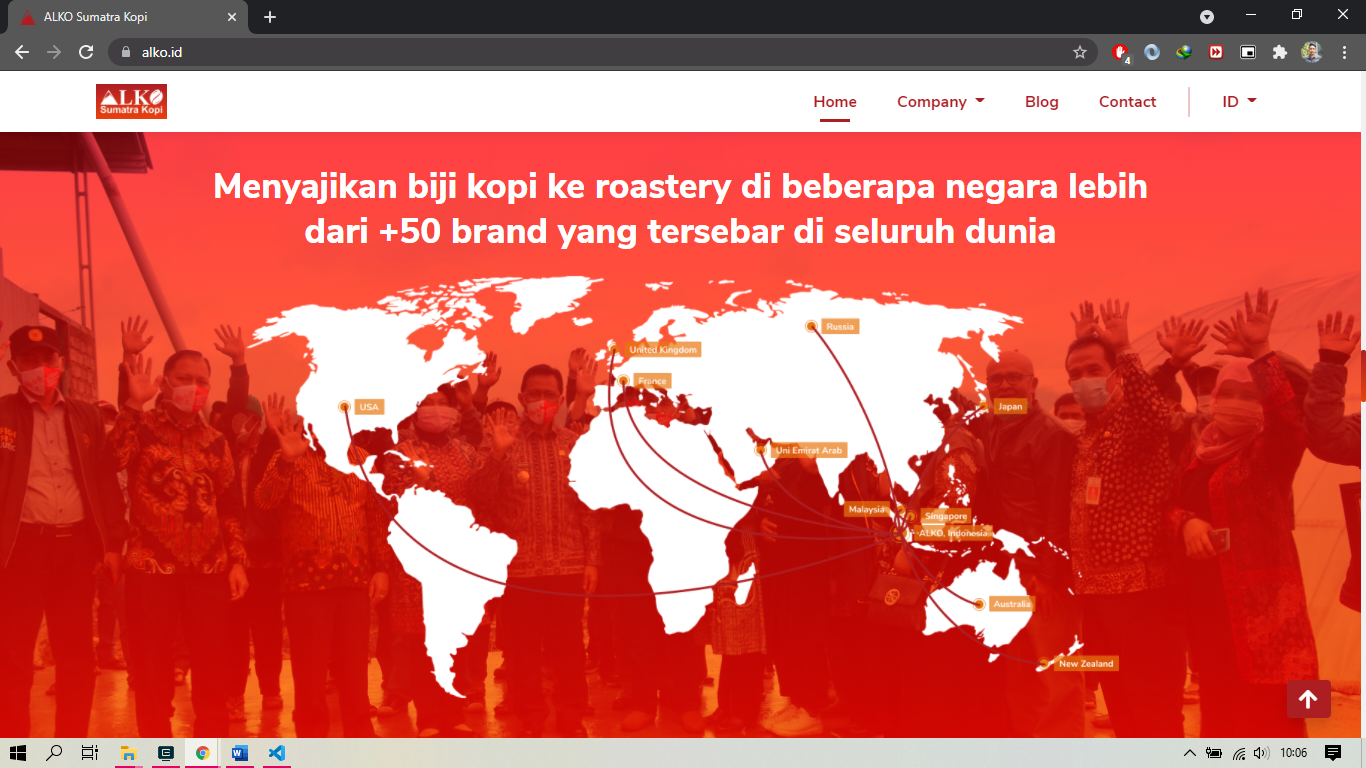 ALKO Sumatra Kopi
alko.id
4
ALKO
Sumatra Kopi
Home
Company
Blog
Contact
ID
Menyajikan biji kopi ke roastery di beberapa negara lebih
dari +50 brand yang tersebar di seluruh dunia
Russia
United Kingdom
France
USA
Japan
Uni Emirat Arab
Malaysia
Singapore
ALKO, Indonesia
Australia
New Zealand
10:06